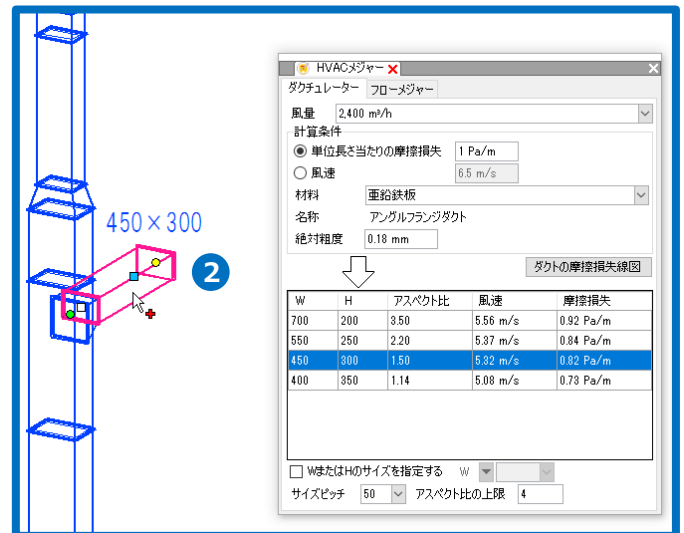 HVACメジャー
ダクチュレーター フローメジャー
風量 2,400 m³/h
計算条件
単位長さ当たりの摩擦損失 1 Pa/m
風速 6.5 m/s
材料 亜鉛鉄板
名称 アングルフランジダクト
絶対粗度 0.18 mm
ダクトの摩擦損失線図
W H アスペクト比 風速 摩擦損失
700 200 3.50 5.56 m/s 0.92 Pa/m
550 250 2.20 5.37 m/s 0.84 Pa/m
450 300 1.50 5.32 m/s 0.82 Pa/m
400 350 1.14 5.08 m/s 0.73 Pa/m
WまたはHのサイズを指定する W
サイズピッチ 50 アスペクト比の上限 4
450×300
2